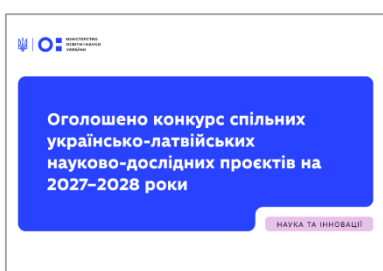 МІНІСТЕРСТВО
ОСВІТИ І НАУКИ
УКРАЇНИ
Оголошено конкурс спільних
українсько-латвійських
науково-дослідних проєктів на
2027–2028 роки
НАУКА ТА ІННОВАЦІЇ